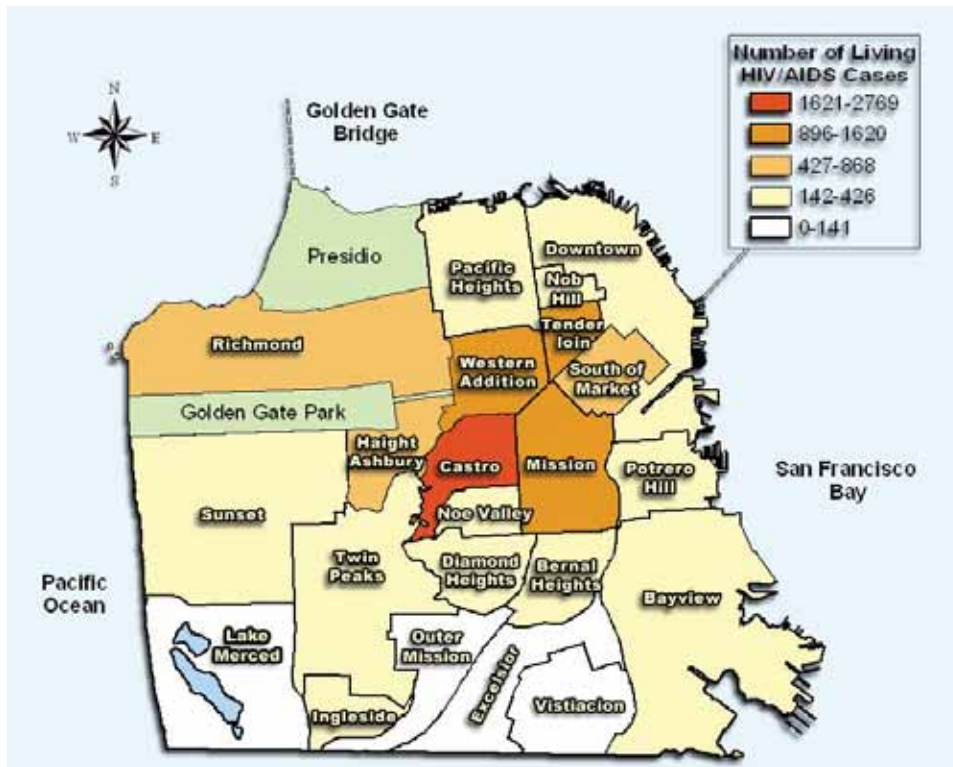 Number of Living
HIV/AIDS Cases
1621-2769
896-1620
427-868
142-426
0-141
N
W E
S
Golden Gate
Bridge
Presidio
Pacific
Heights
Downtown
Nob
Hill
Tender
loin
Richmond
Western
Addition
South of
Market
Golden Gate Park
Haight
Ashbury
Castro
Mission
Potrero
Hill
San Francisco
Bay
Sunset
Noe Valley
Twin
Peaks
Diamond
Heights
Bernal
Heights
Bayview
Pacific
Ocean
Lake
Merced
Outer
Mission
Excelsior
Ingleside
Vistiacion